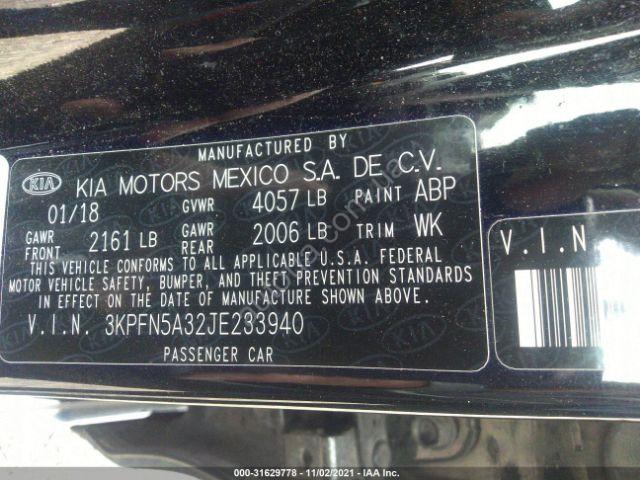 MANUFACTURED BY
KIA KIA MOTORS MEXICO S.A. DE C.V.
01/18 GVWR 4057 LB PAINT ABP
GAWR FRONT 2161 LB GAWR REAR 2006 LB TRIM WK
THIS VEHICLE CONFORMS TO ALL APPLICABLE U.S.A. FEDERAL
MOTOR VEHICLE SAFETY, BUMPER, AND THEFT PREVENTION STANDARDS
IN EFFECT ON THE DATE OF MANUFACTURE SHOWN ABOVE.
V.I.N. 3KPFN5A32JE233940
PASSENGER CAR
V.I.N
000-31629778 - 11/02/2021 - IAA Inc.